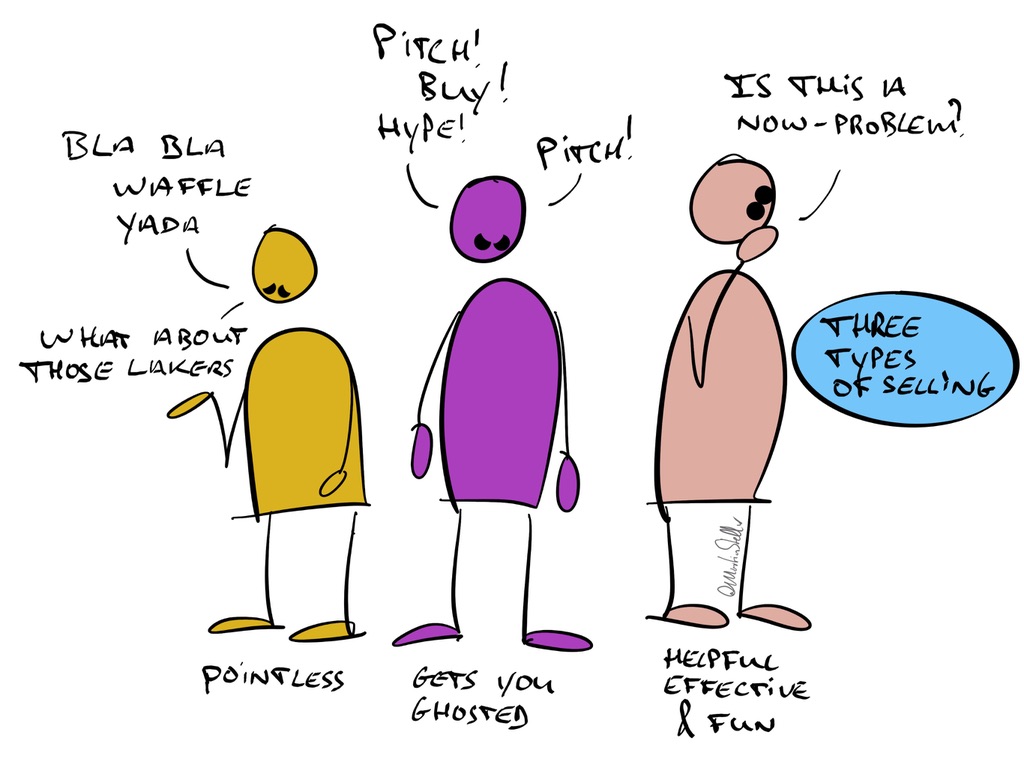 BLA BLA
WAFFLE
YADA
WHAT ABOUT
THOSE LAKERS
PITCH!
BUY!
HYPE!
PITCH!
IS THIS A
NOW-PROBLEM?
THREE
TYPES
OF SELLING
POINTLESS
GETS YOU
GHOSTED
HELPFUL
EFFECTIVE
& FUN